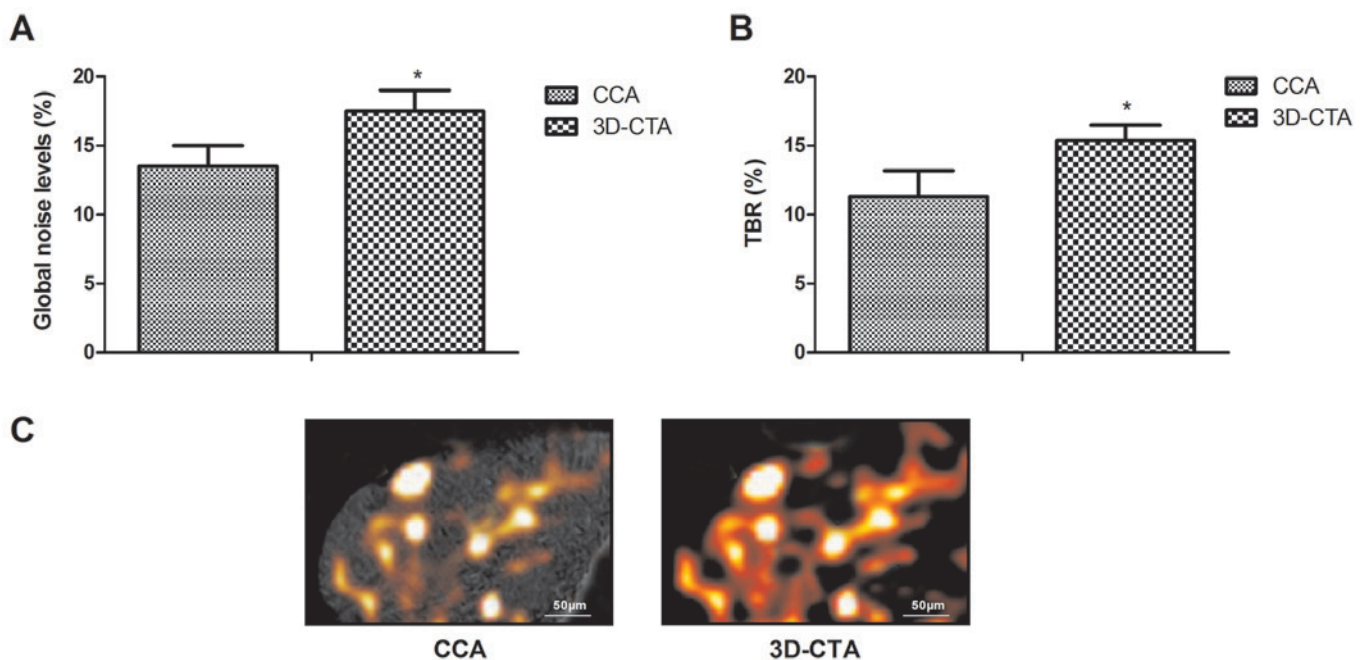 A
Global noise levels (%)
20
15
10
5
0
*
CCA
3D-CTA
B
TBR (%)
20
15
10
5
0
*
CCA
3D-CTA
C
50µm
CCA
50µm
3D-CTA